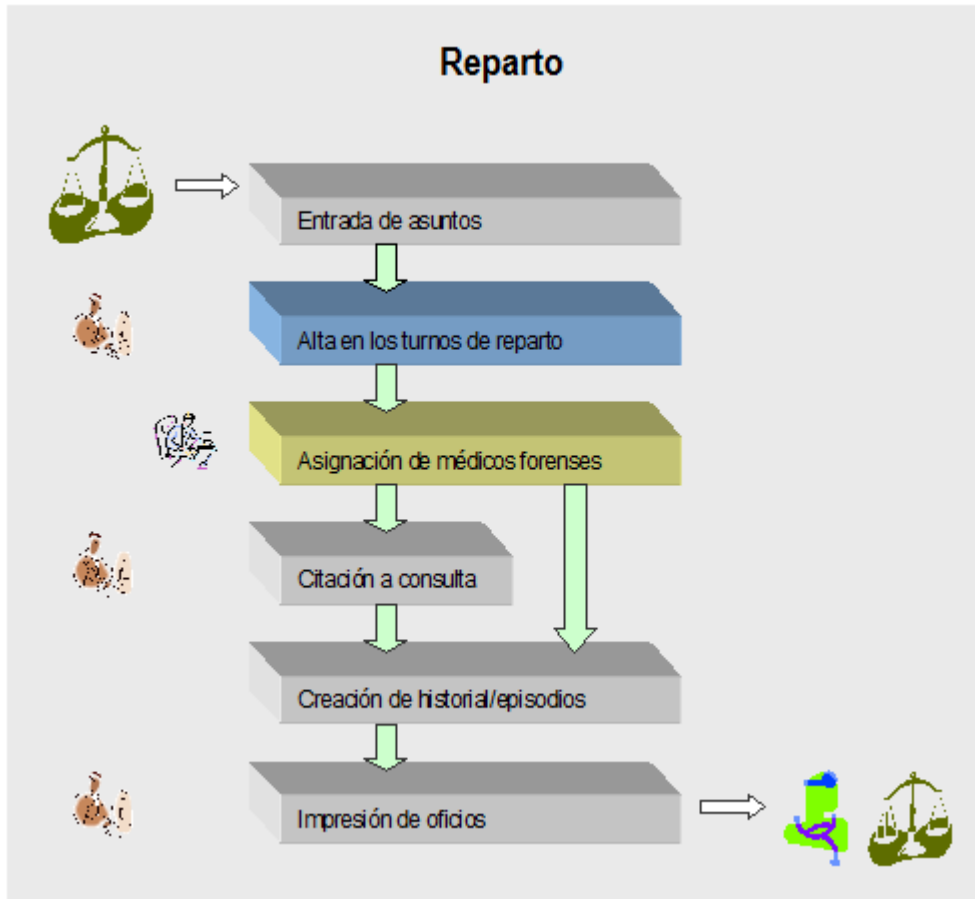 Reparto
Entrada de asuntos
Alta en los turnos de reparto
Asignación de médicos forenses
Citación a consulta
Creación de historial/episodios
Impresión de oficios